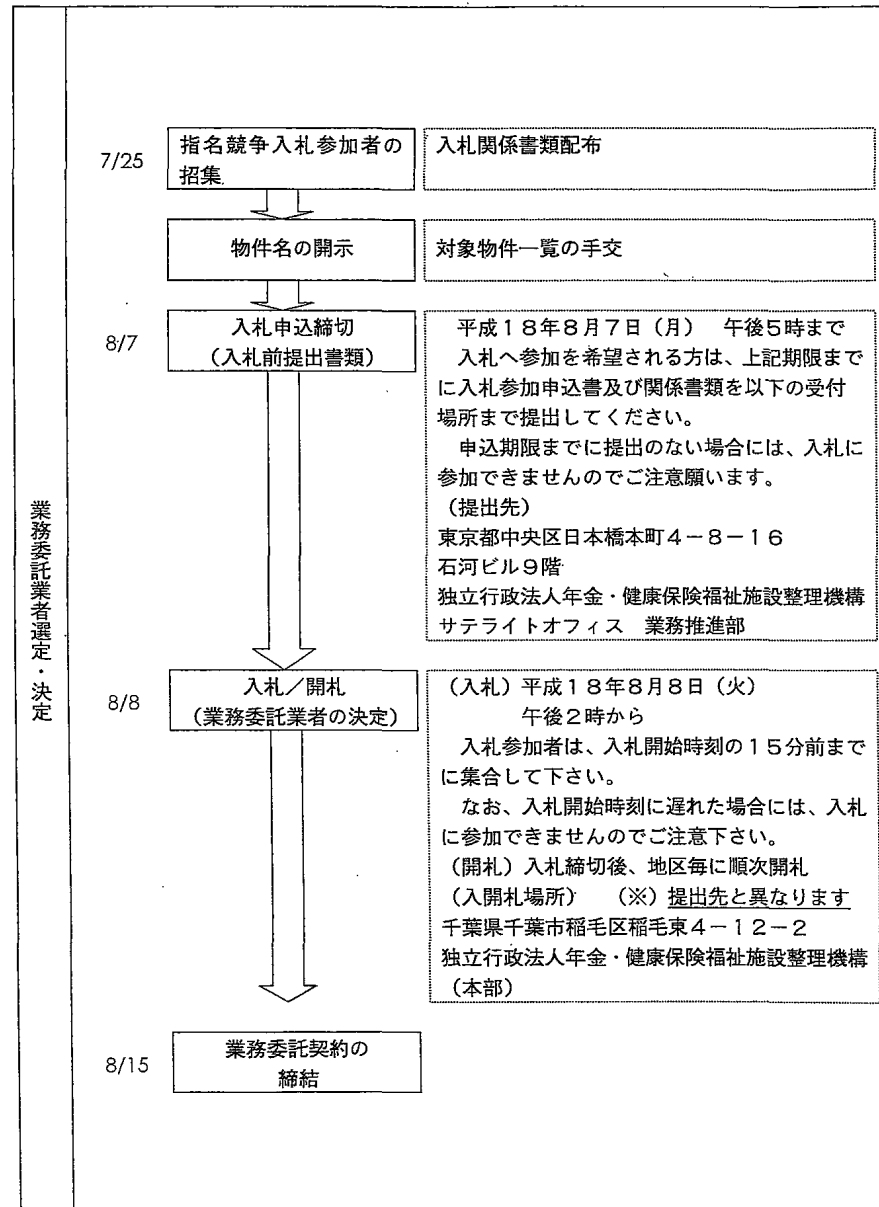 業務委託業者選定・決定
7/25
指名競争入札参加者の
招集
入札関係書類配布
物件名の開示
対象物件一覧の手交
8/7
入札申込締切
(入札前提出書類)
平成18年8月7日(月) 午後5時まで
入札へ参加を希望される方は、上記期限まで
に入札参加申込書及び関係書類を以下の受付
場所まで提出してください。
申込期限までに提出のない場合には、入札に
参加できませんのでご注意願います。
(提出先)
東京都中央区日本橋本町4-8-16
石河ビル9階
独立行政法人年金・健康保険福祉施設整理機構
サテライトオフィス 業務推進部
8/8
入札/開札
(業務委託業者の決定)
(入札)平成18年8月8日(火)
午後2時から
入札参加者は、入札開始時刻の15分前まで
に集合して下さい。
なお、入札開始時刻に遅れた場合には、入札
に参加できませんのでご注意下さい。
(開札)入札締切後、地区毎に順次開札
(入開札場所) (※)提出先と異なります
千葉県千葉市稲毛区稲毛東4-12-2
独立行政法人年金・健康保険福祉施設整理機構
(本部)
8/15
業務委託契約の
締結